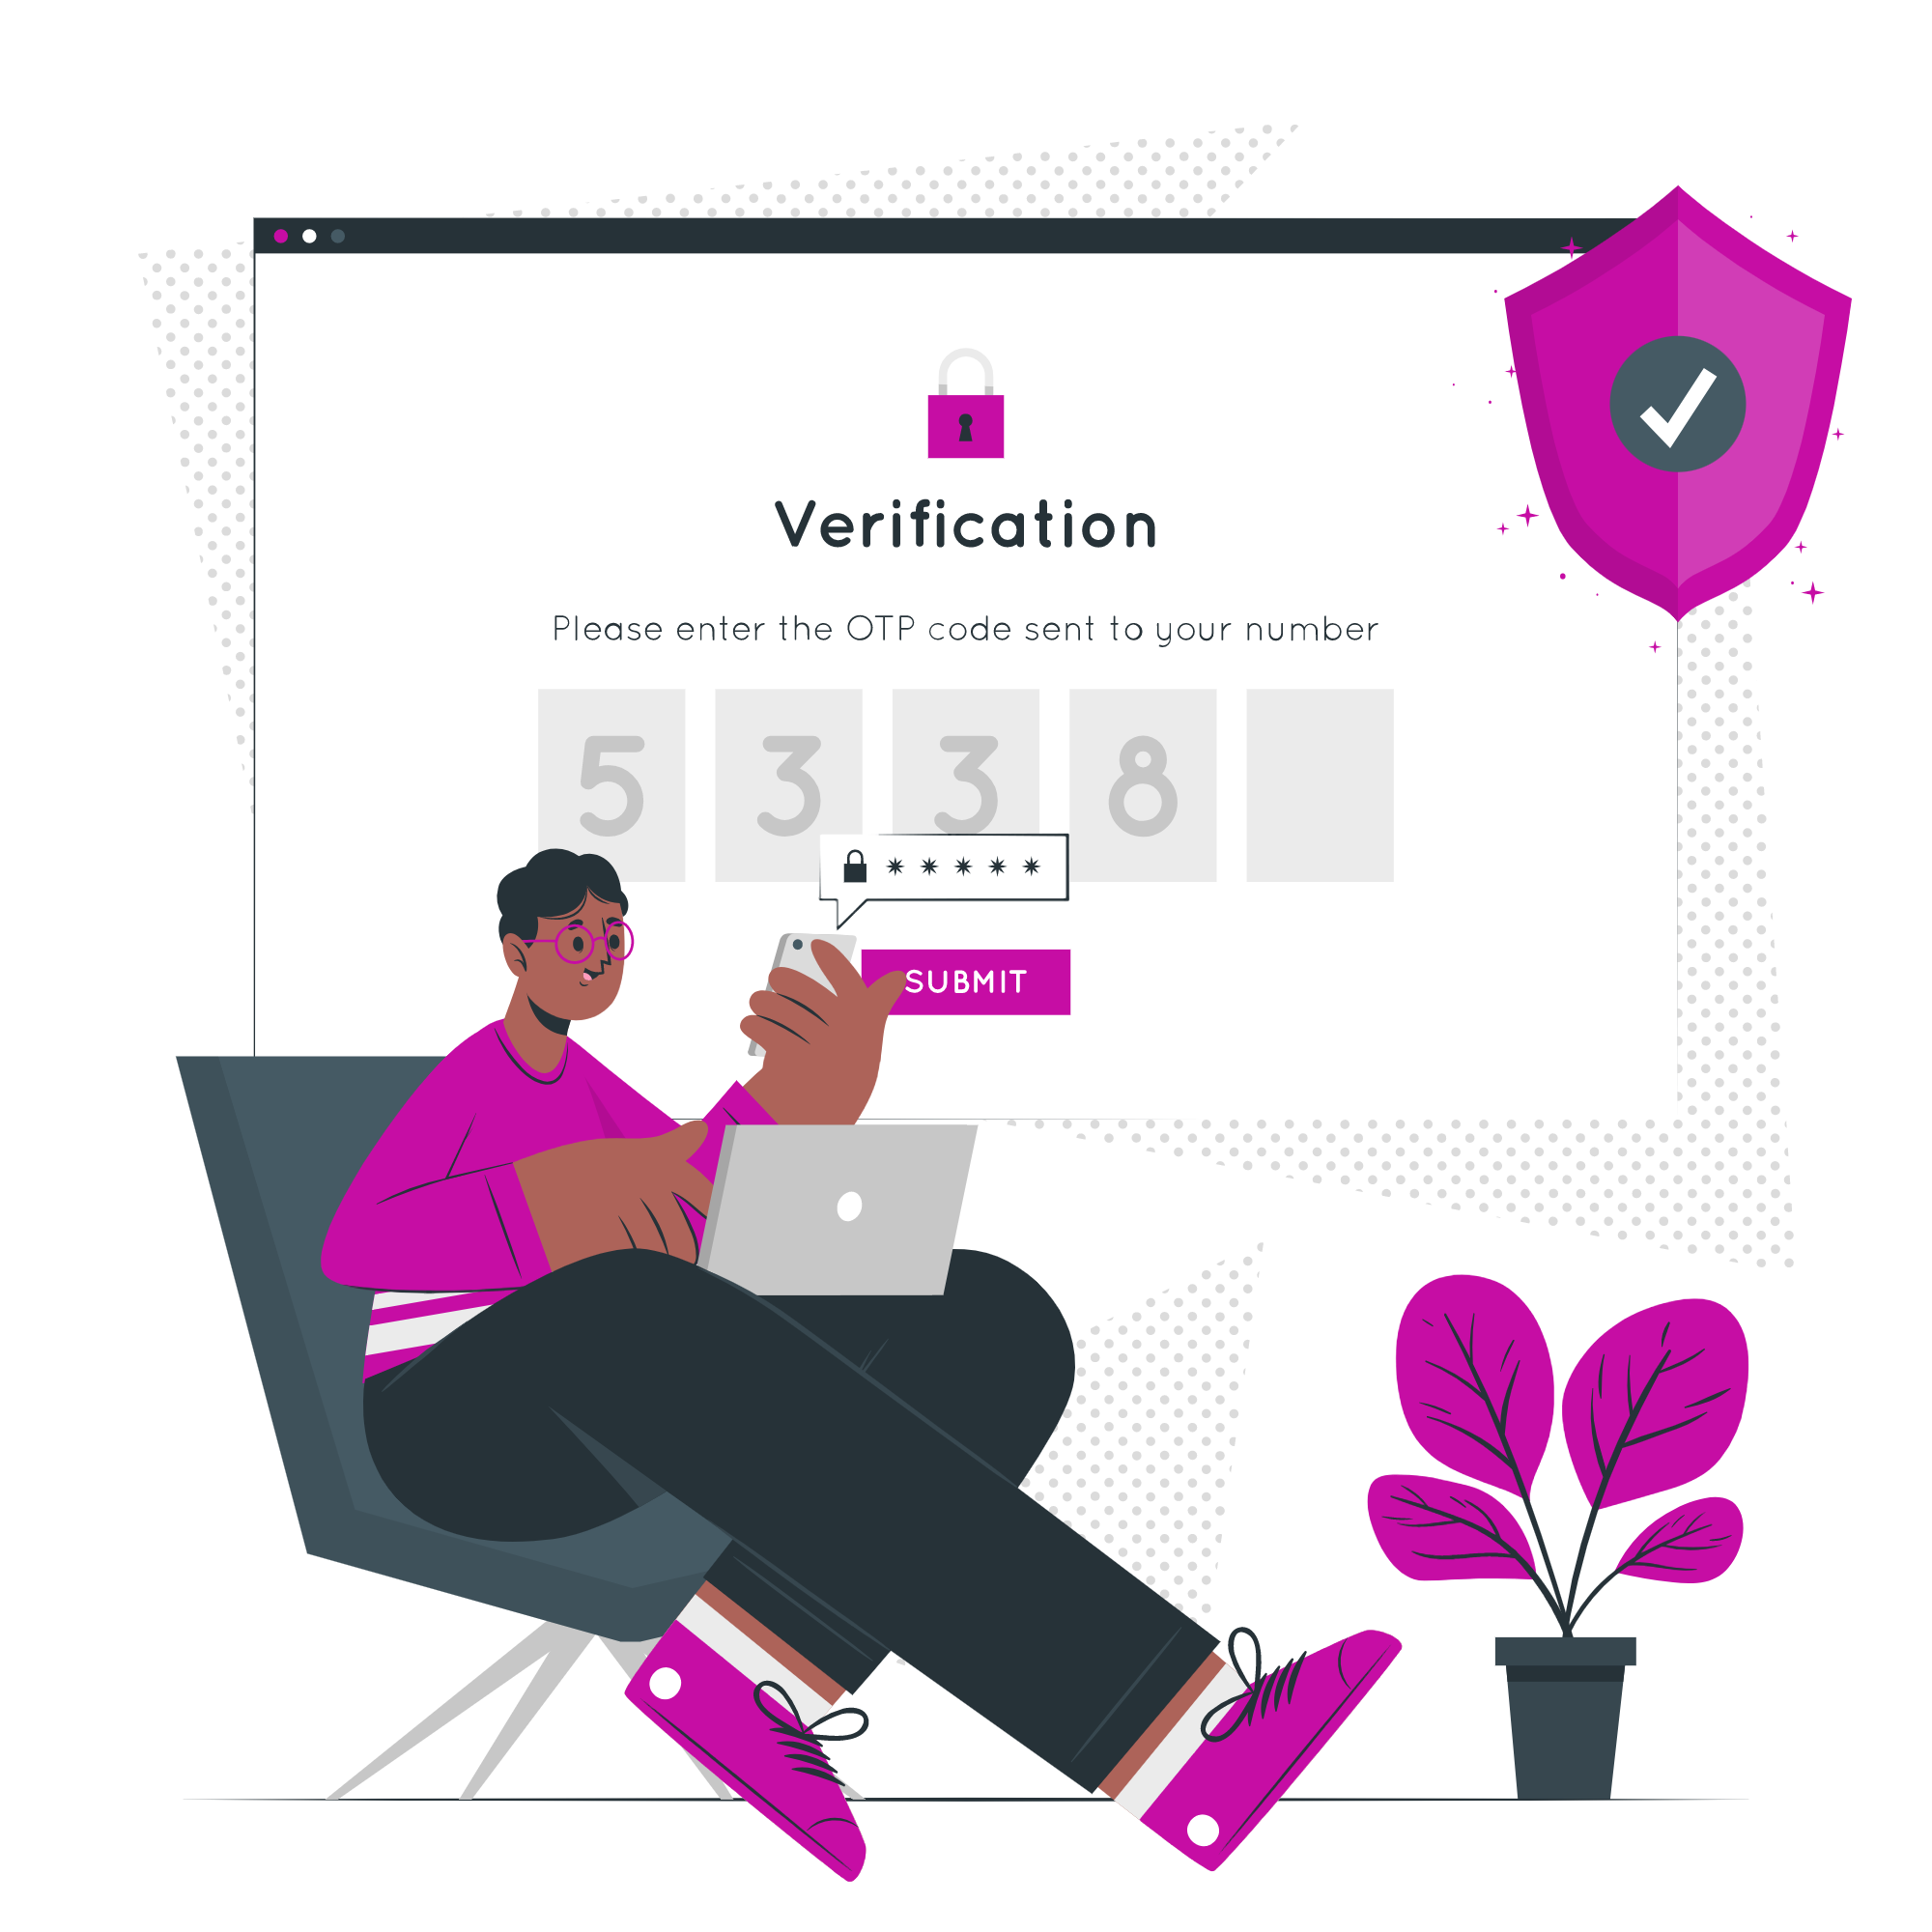 Verification
Please enter the OTP code sent to your number
5 3 3 8
*****
SUBMIT